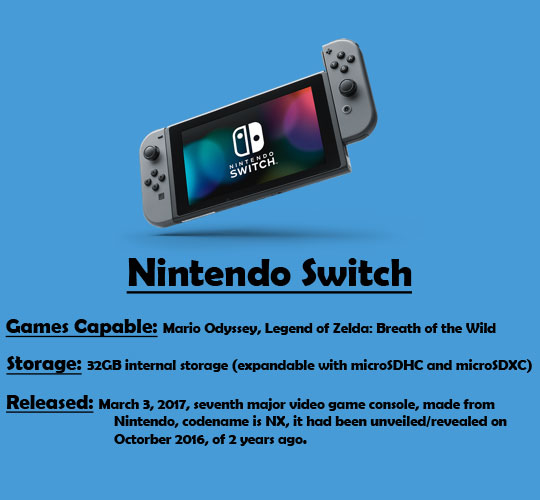 NINTENDO
SWITCH™
Nintendo Switch
Games Capable: Mario Odyssey, Legend of Zelda: Breath of the Wild
Storage: 32GB internal storage (expandable with microSDHC and microSDXC)
Released: March 3, 2017, seventh major video game console, made from
Nintendo, codename is NX, it had been unveiled/revealed on
Octorber 2016, of 2 years ago.